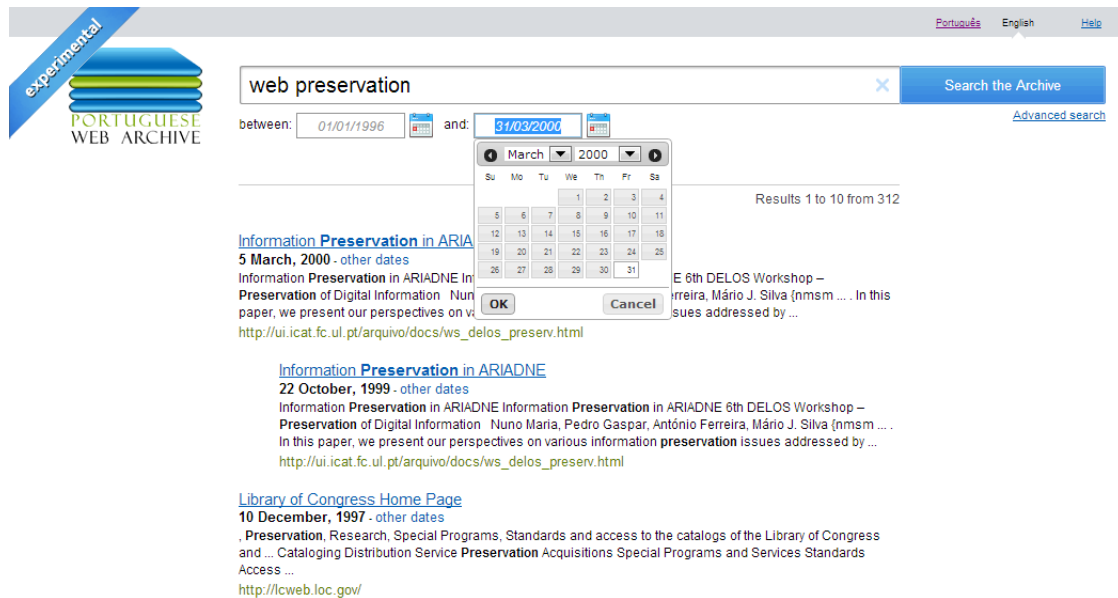 Português English Help
experimental
PORTUGUESE
WEB ARCHIVE
web preservation
Search the Archive
Advanced search
between: 01/01/1996 and: 31/03/2000
March 2000
Su Mo Tu We Th Fr Sa
1 2 3 4
5 6 7 8 9 10 11
12 13 14 15 16 17 18
19 20 21 22 23 24 25
26 27 28 29 30 31
OK Cancel
Results 1 to 10 from 312
Information Preservation in ARIA
5 March, 2000 - other dates
Information Preservation in ARIADNE In E 6th DELOS Workshop –
Preservation of Digital Information Nun erreira, Mário J. Silva {nmsm ... . In this
paper, we present our perspectives on va sues addressed by ...
http://ui.icat.fc.ul.pt/arquivo/docs/ws_delos_preserv.html
Information Preservation in ARIADNE
22 October, 1999 - other dates
Information Preservation in ARIADNE Information Preservation in ARIADNE 6th DELOS Workshop –
Preservation of Digital Information Nuno Maria, Pedro Gaspar, António Ferreira, Mário J. Silva {nmsm ... .
In this paper, we present our perspectives on various information preservation issues addressed by ...
http://ui.icat.fc.ul.pt/arquivo/docs/ws_delos_preserv.html
Library of Congress Home Page
10 December, 1997 - other dates
, Preservation, Research, Special Programs, Standards and access to the catalogs of the Library of Congress
and ... Cataloging Distribution Service Preservation Acquisitions Special Programs and Services Standards
Access ...
http://lcweb.loc.gov/